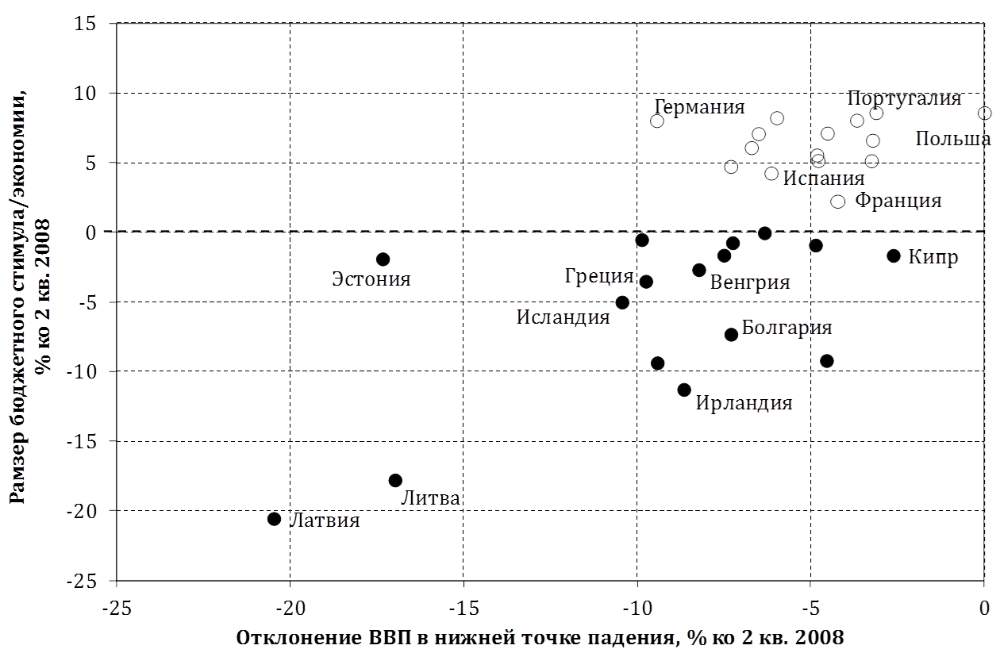 Рамзер бюджетного стимула/экономии,
% ко 2 кв. 2008
15
10
5
0
-5
-10
-15
-20
-25
Португалия
Германия
Польша
Испания
Франция
Кипр
Эстония
Греция
Венгрия
Исландия
Болгария
Ирландия
Литва
Латвия
-25
-20
-15
-10
-5
0
Отклонение ВВП в нижней точке падения, % ко 2 кв. 2008